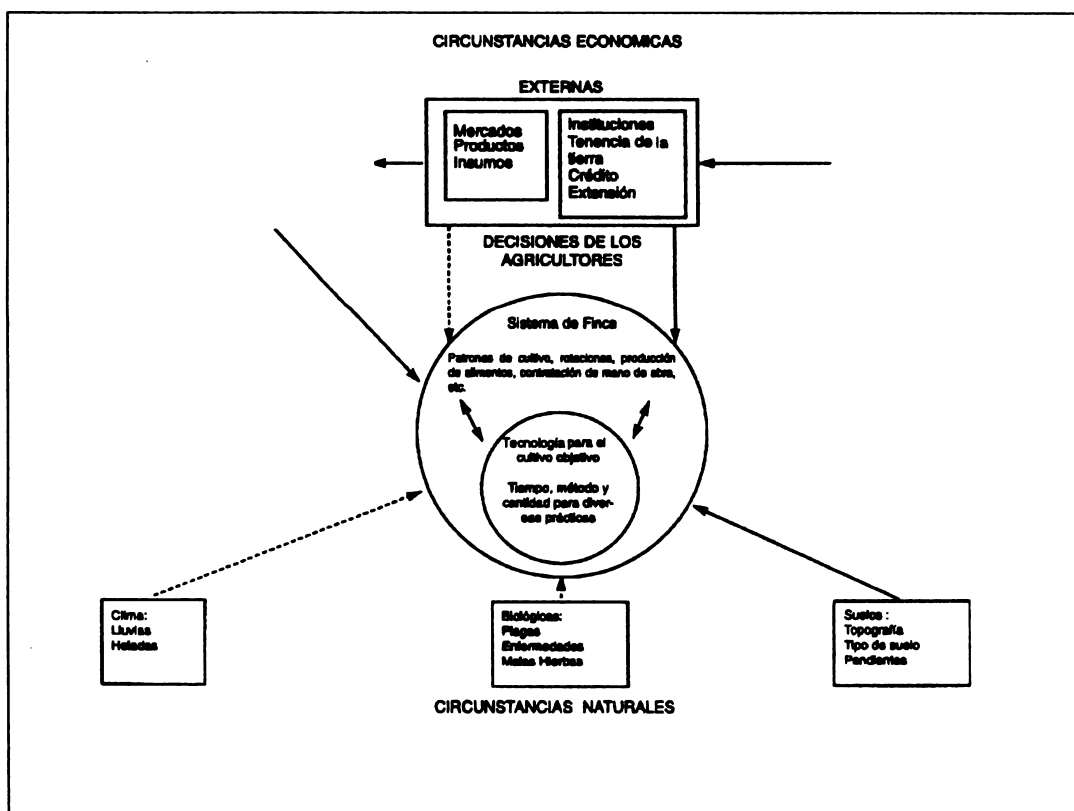 CIRCUNSTANCIAS ECONOMICAS
EXTERNAS
Mercados
Productos
Insumos
Instituciones
Tenencia de la
tierra
Crédito
Extensión
DECISIONES DE LOS
AGRICULTORES
Sistema de Finca
Patrones de cultivo, rotaciones, producción
de alimentos, contratación de mano de obra,
etc.
Tecnología para el
cultivo objetivo
Tiempo, método y
cantidad para diver-
sas prácticas
Clima:
Lluvias
Heladas
Biológicas:
Plagas
Enfermedades
Malas Hierbas
Suelos :
Topografía
Tipo de suelo
Pendientes
CIRCUNSTANCIAS NATURALES